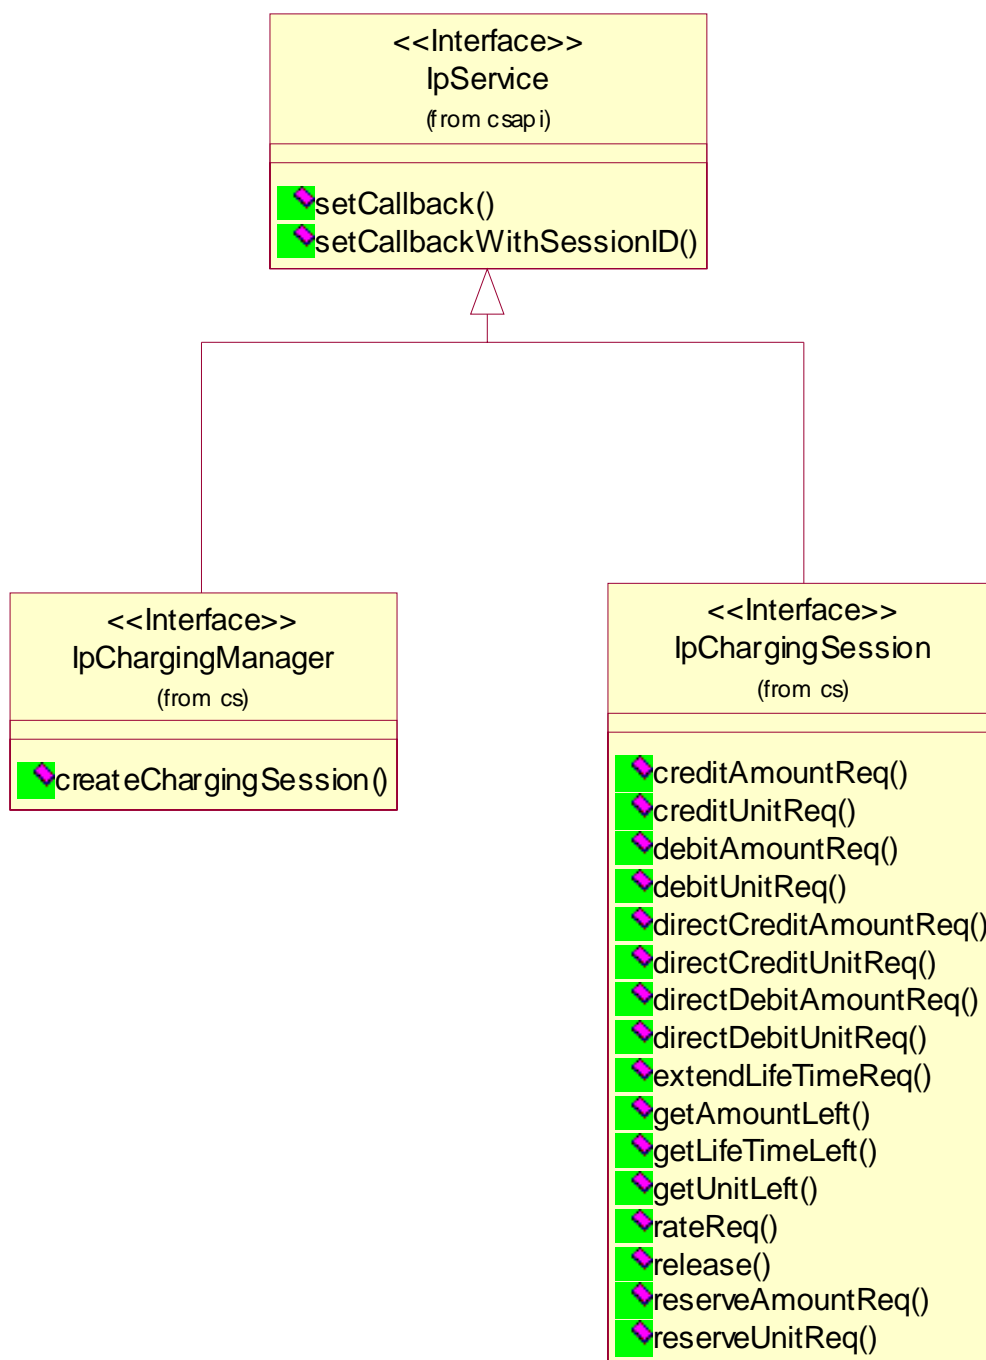 <<Interface>>
IpService
(from csapi)
setCallback()
setCallbackWithSessionID()
<<Interface>>
IpChargingManager
(from cs)
createChargingSession()
<<Interface>>
IpChargingSession
(from cs)
creditAmountReq()
creditUnitReq()
debitAmountReq()
debitUnitReq()
directCreditAmountReq()
directCreditUnitReq()
directDebitAmountReq()
directDebitUnitReq()
extendLifeTimeReq()
getAmountLeft()
getLifeTimeLeft()
getUnitLeft()
rateReq()
release()
reserveAmountReq()
reserveUnitReq()